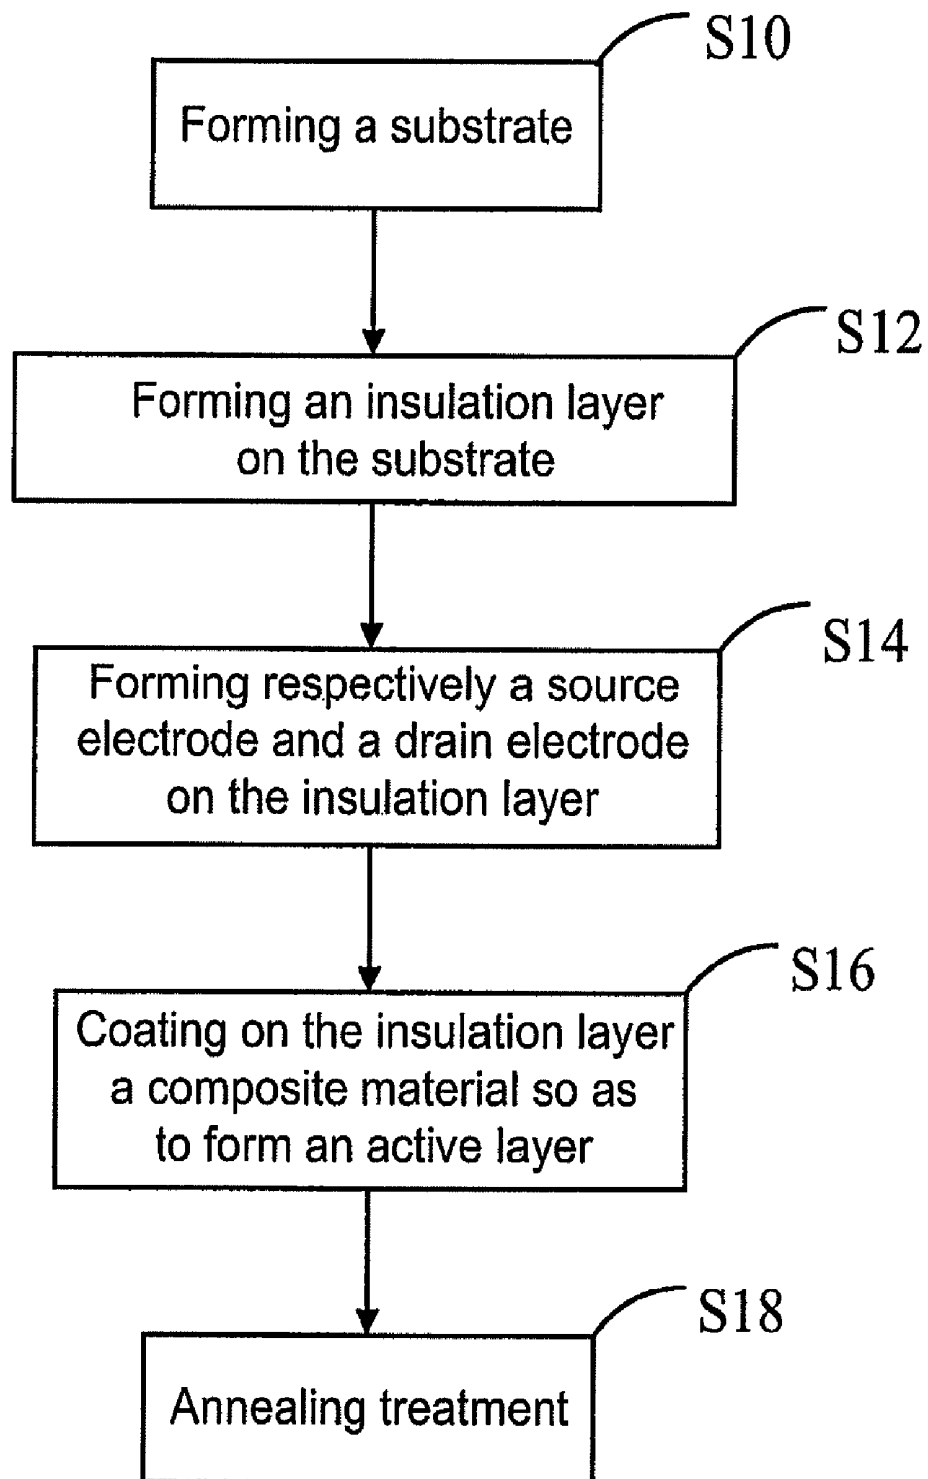 S10
Forming a substrate
S12
Forming an insulation layer
on the substrate
S14
Forming respectively a source
electrode and a drain electrode
on the insulation layer
S16
Coating on the insulation layer
a composite material so as
to form an active layer
S18
Annealing treatment